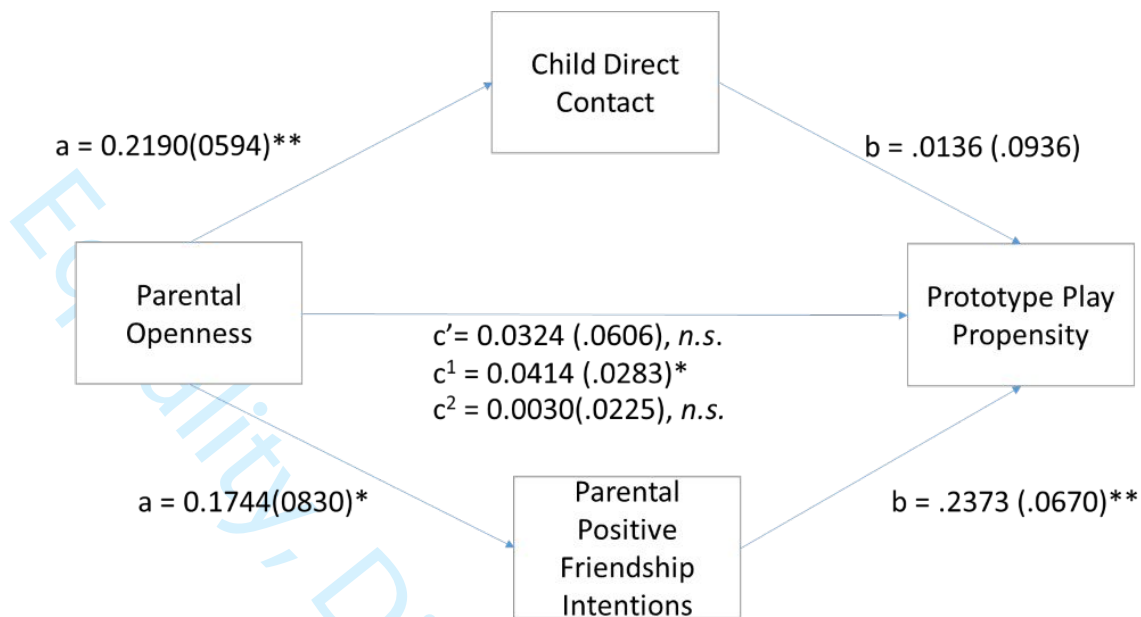 Child Direct
Contact
a = 0.2190(0594)**
b = .0136 (.0936)
Parental
Openness
Prototype Play
Propensity
c’= 0.0324 (.0606), n.s.
c¹ = 0.0414 (.0283)*
c² = 0.0030(.0225), n.s.
a = 0.1744(0830)*
b = .2373 (.0670)**
Parental
Positive
Friendship
Intentions